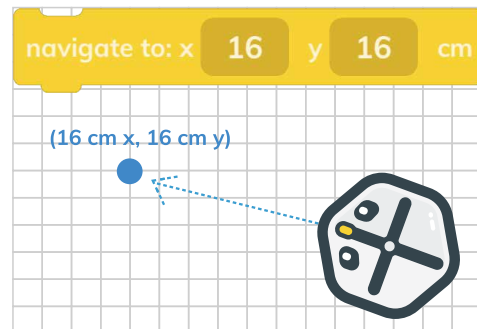 navigate to: x 16 y 16 cm
(16 cm x, 16 cm y)